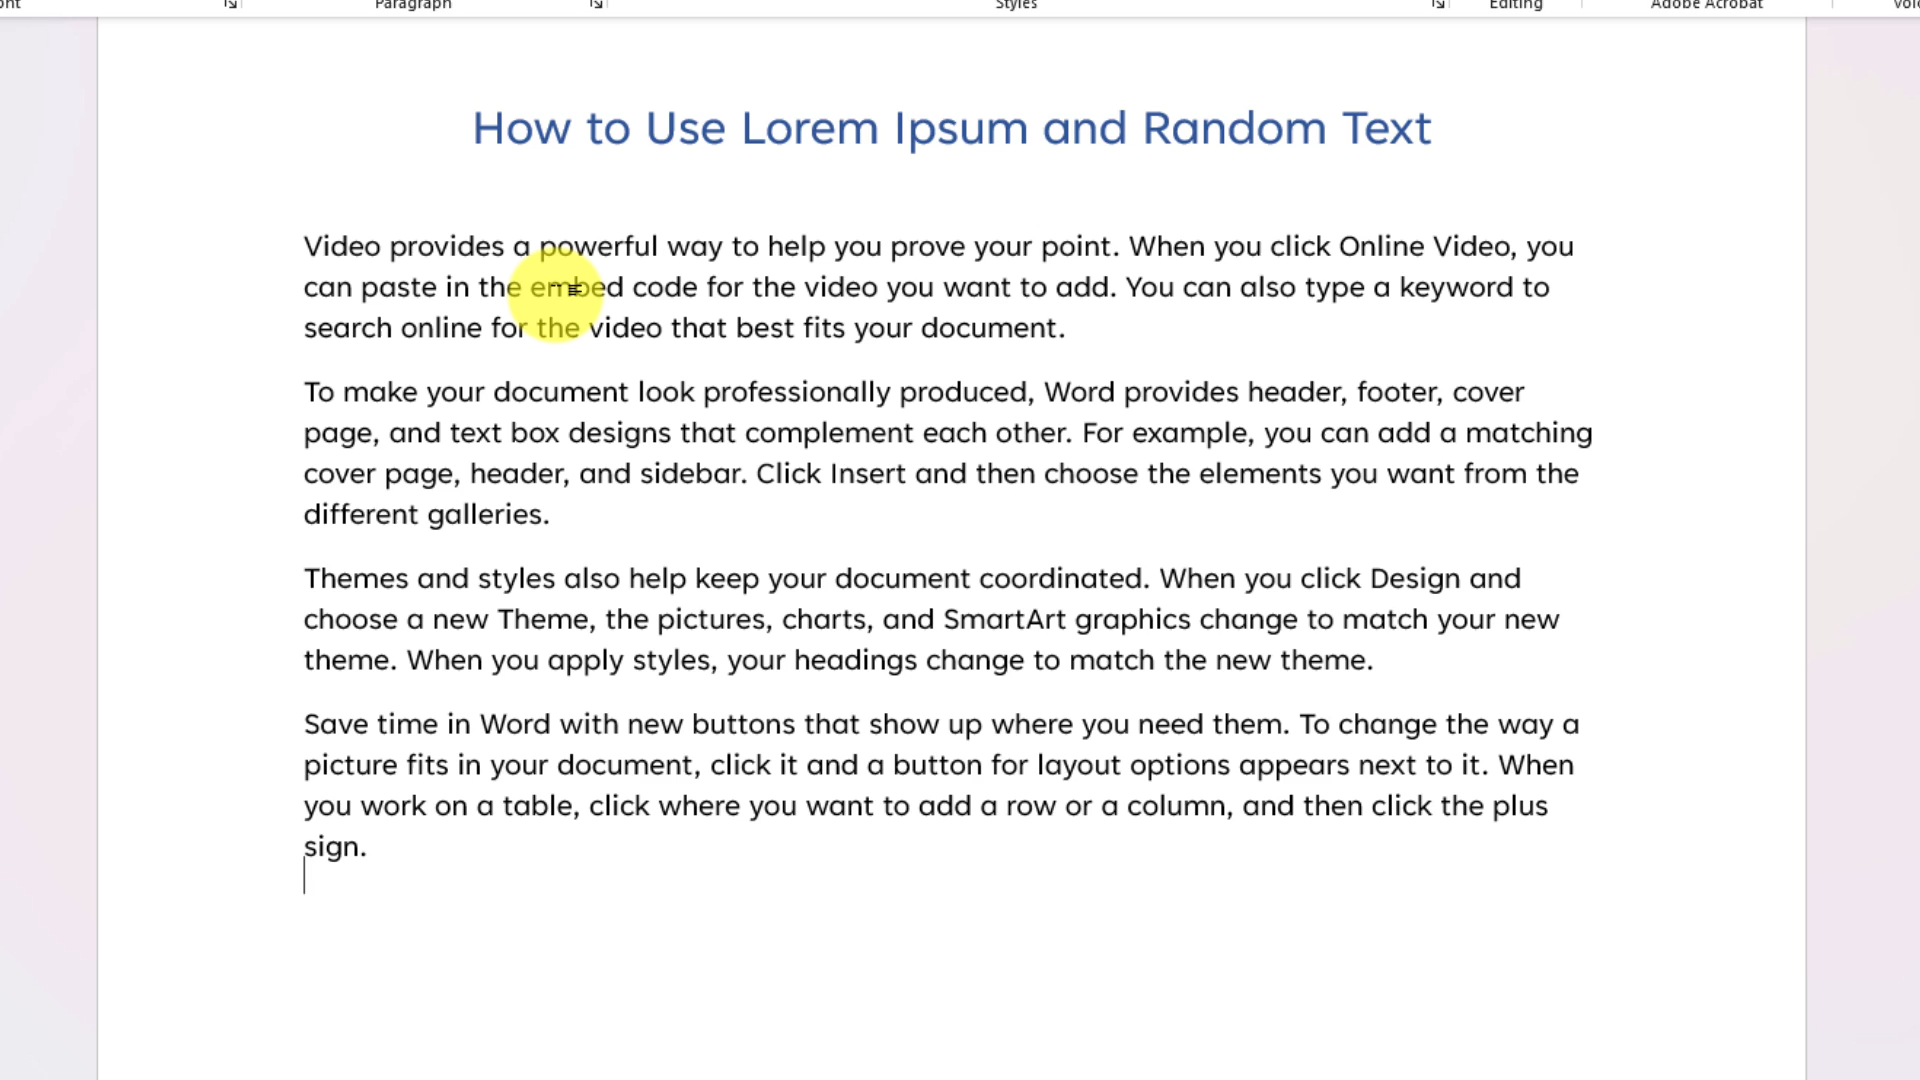 Paragraph Styles Editing Adobe Acrobat
How to Use Lorem Ipsum and Random Text
Video provides a powerful way to help you prove your point. When you click Online Video, you
can paste in the embed code for the video you want to add. You can also type a keyword to
search online for the video that best fits your document.
To make your document look professionally produced, Word provides header, footer, cover
page, and text box designs that complement each other. For example, you can add a matching
cover page, header, and sidebar. Click Insert and then choose the elements you want from the
different galleries.
Themes and styles also help keep your document coordinated. When you click Design and
choose a new Theme, the pictures, charts, and SmartArt graphics change to match your new
theme. When you apply styles, your headings change to match the new theme.
Save time in Word with new buttons that show up where you need them. To change the way a
picture fits in your document, click it and a button for layout options appears next to it. When
you work on a table, click where you want to add a row or a column, and then click the plus
sign.